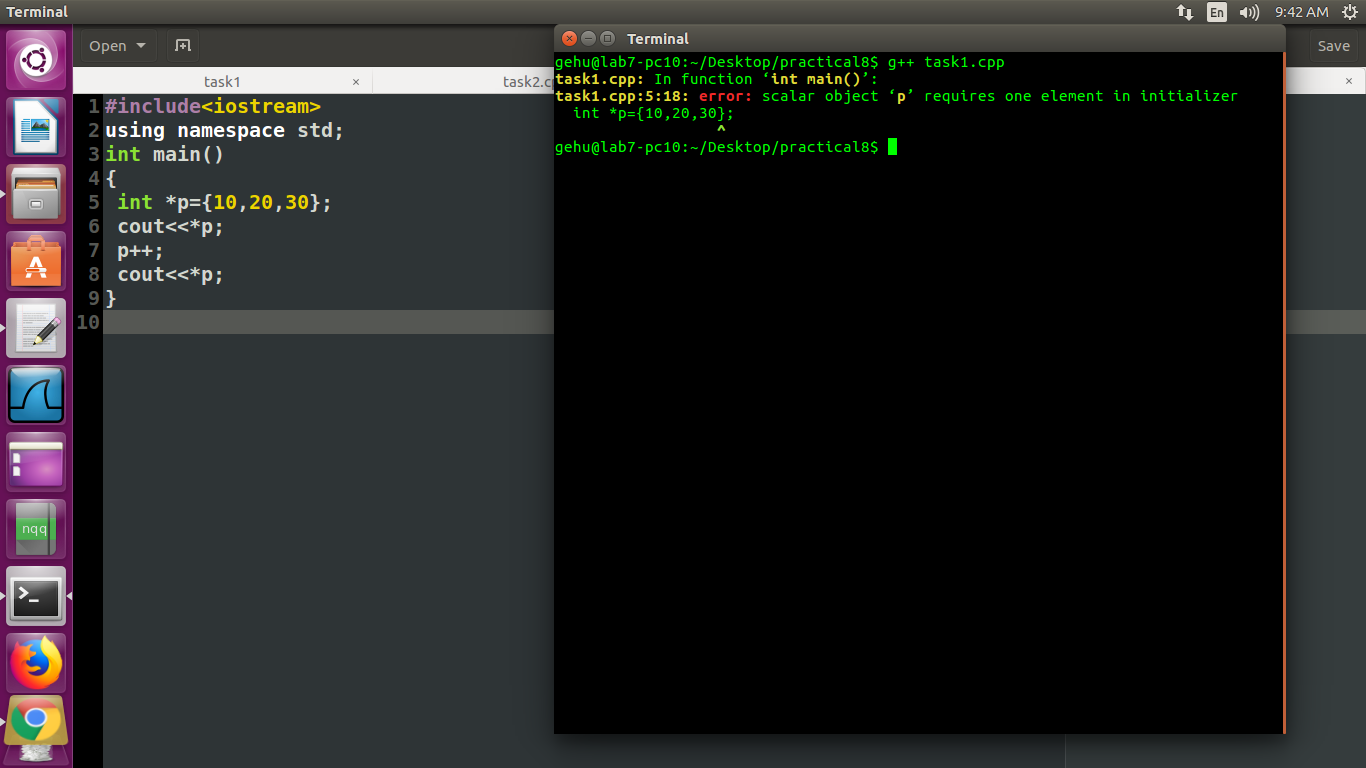 Terminal
En
9:42 AM
Open
Save
task1 ×
task2.c
×
1 #include<iostream>
2 using namespace std;
3 int main()
4 {
5  int *p={10,20,30};
6  cout<<*p;
7  p++;
8  cout<<*p;
9 }
10
nqq
Terminal
gehu@lab7-pc10:~/Desktop/practical8$ g++ task1.cpp
task1.cpp: In function ‘int main()’:
task1.cpp:5:18: error: scalar object ‘p’ requires one element in initializer
  int *p={10,20,30};
                  ^
gehu@lab7-pc10:~/Desktop/practical8$